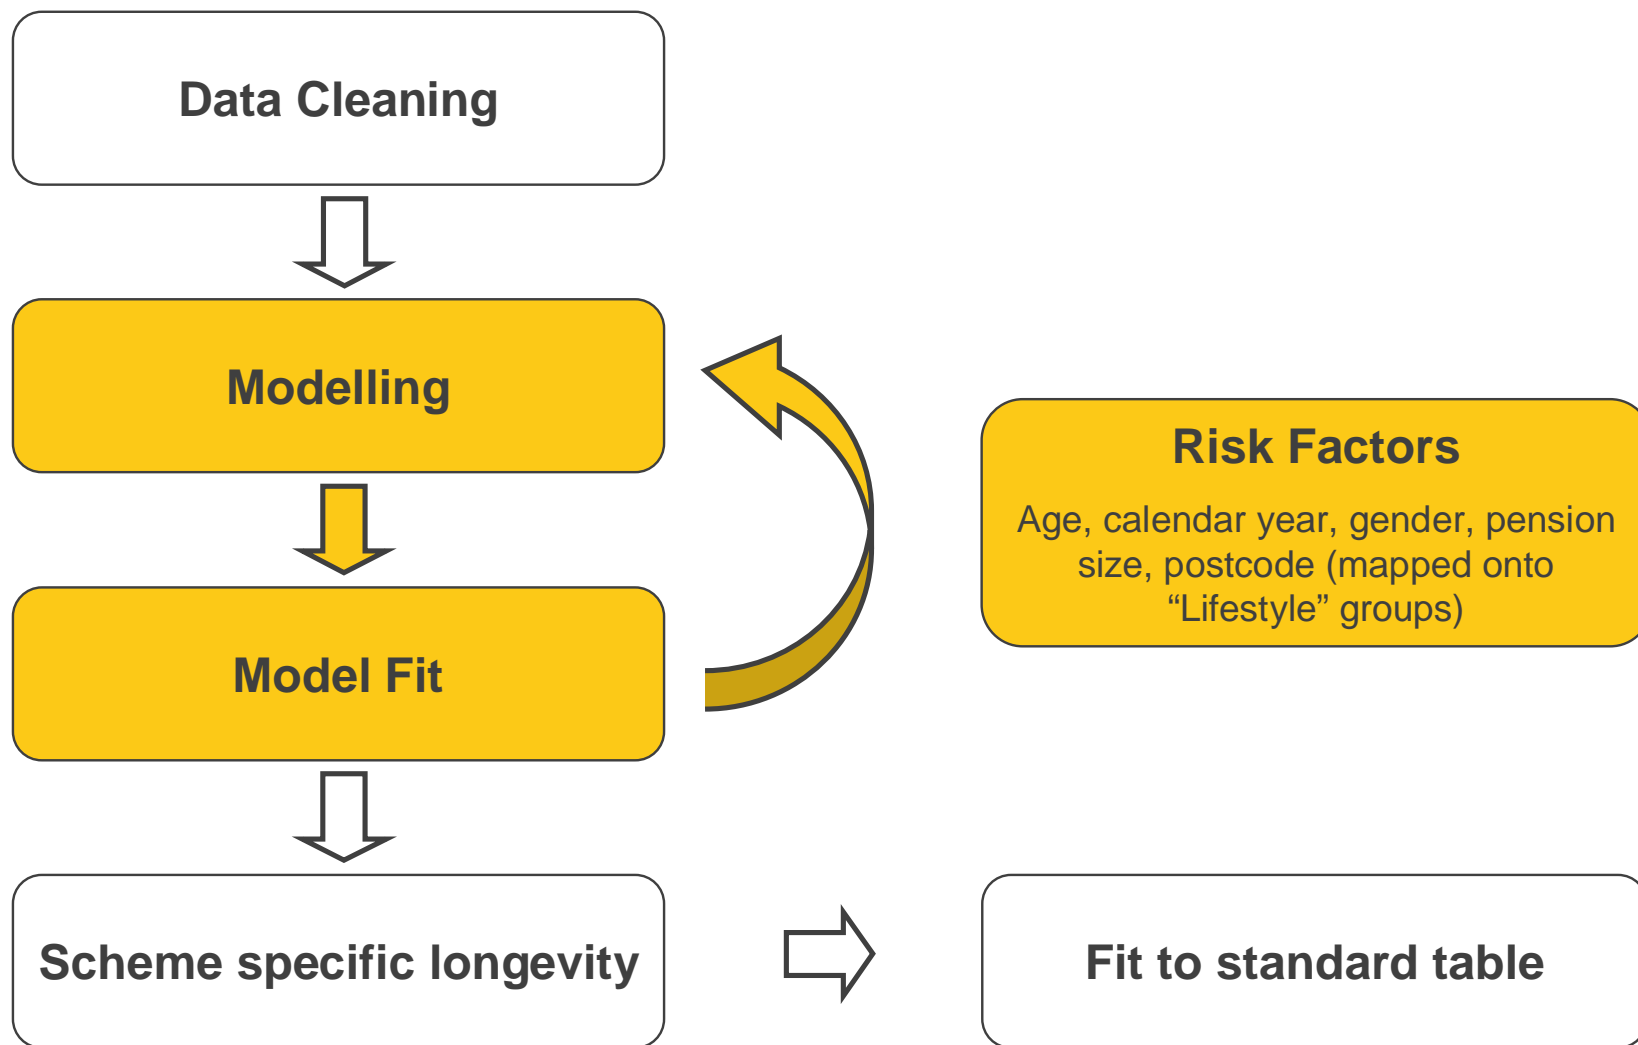 Data Cleaning
Modelling
Risk Factors
Age, calendar year, gender, pension
size, postcode (mapped onto
“Lifestyle” groups)
Model Fit
Scheme specific longevity
Fit to standard table